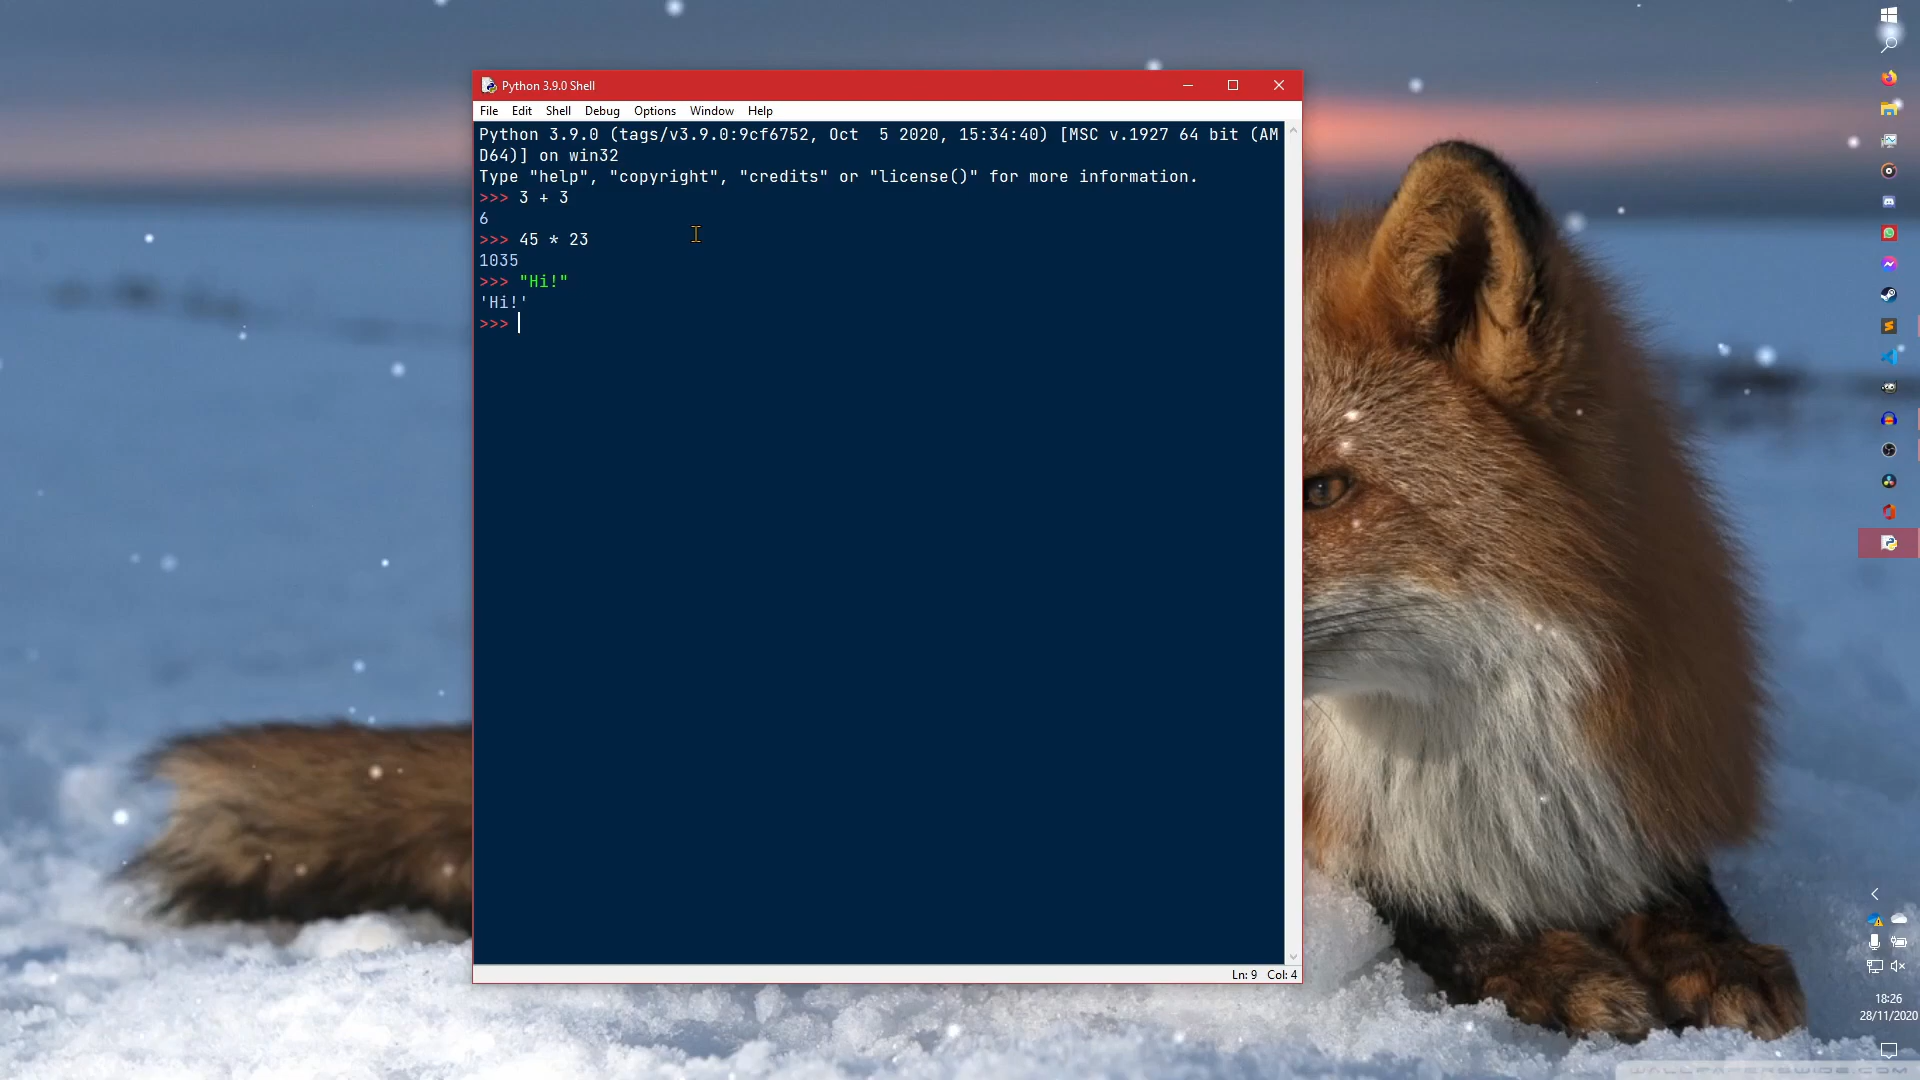 Python 3.9.0 Shell
File Edit Shell Debug Options Window Help
Python 3.9.0 (tags/v3.9.0:9cf6752, Oct  5 2020, 15:34:40) [MSC v.1927 64 bit (AM
D64)] on win32
Type "help", "copyright", "credits" or "license()" for more information.
>>> 3 + 3
6
>>> 45 * 23
1035
>>> "Hi!"
'Hi!'
>>>
Ln: 9 Col: 4
18:26
28/11/2020
WALLPAPERSWIDE.COM